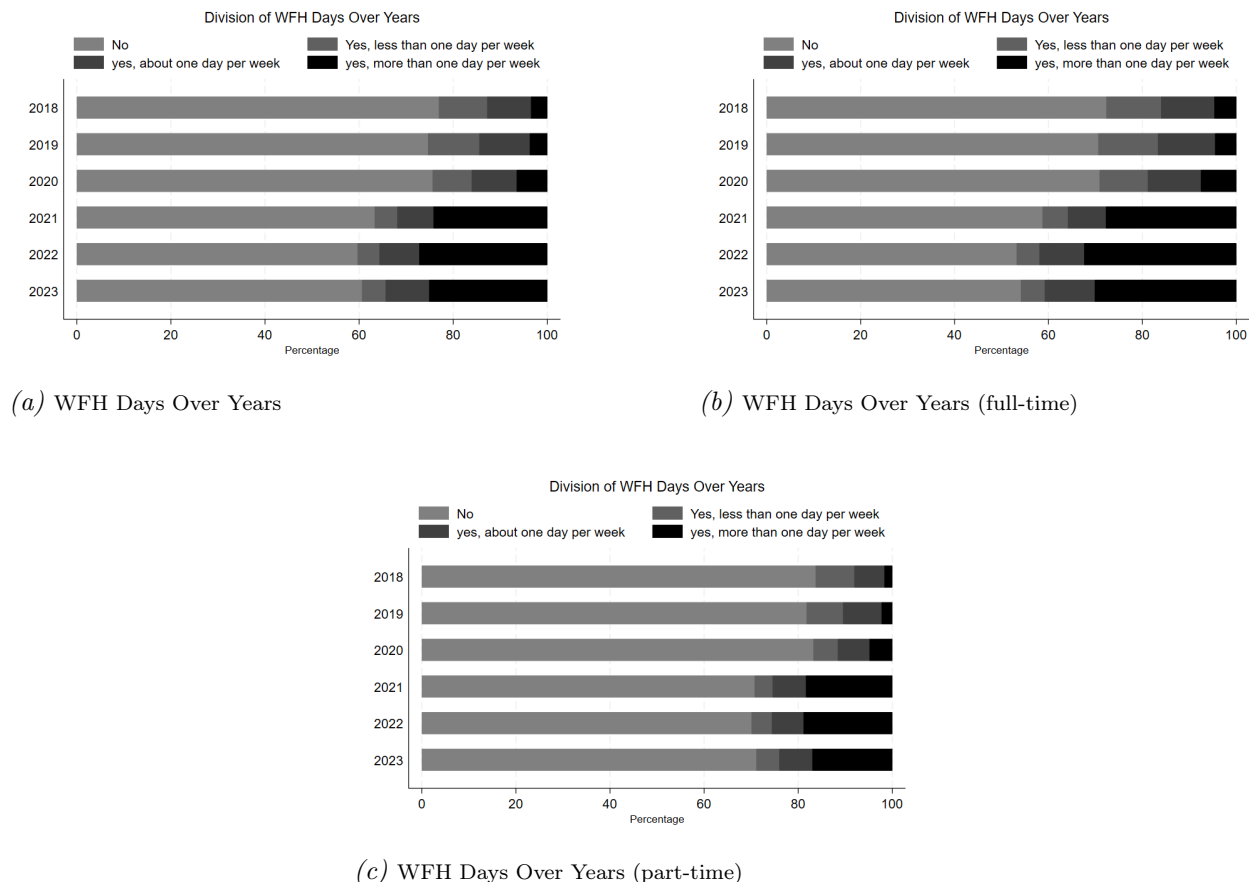 Division of WFH Days Over Years
No
Yes, less than one day per week
yes, about one day per week
yes, more than one day per week
2018
2019
2020
2021
2022
2023
0 20 40 60 80 100
Percentage
(a) WFH Days Over Years
Division of WFH Days Over Years
No
Yes, less than one day per week
yes, about one day per week
yes, more than one day per week
2018
2019
2020
2021
2022
2023
0 20 40 60 80 100
Percentage
(b) WFH Days Over Years (full-time)
Division of WFH Days Over Years
No
Yes, less than one day per week
yes, about one day per week
yes, more than one day per week
2018
2019
2020
2021
2022
2023
0 20 40 60 80 100
Percentage
(c) WFH Days Over Years (part-time)